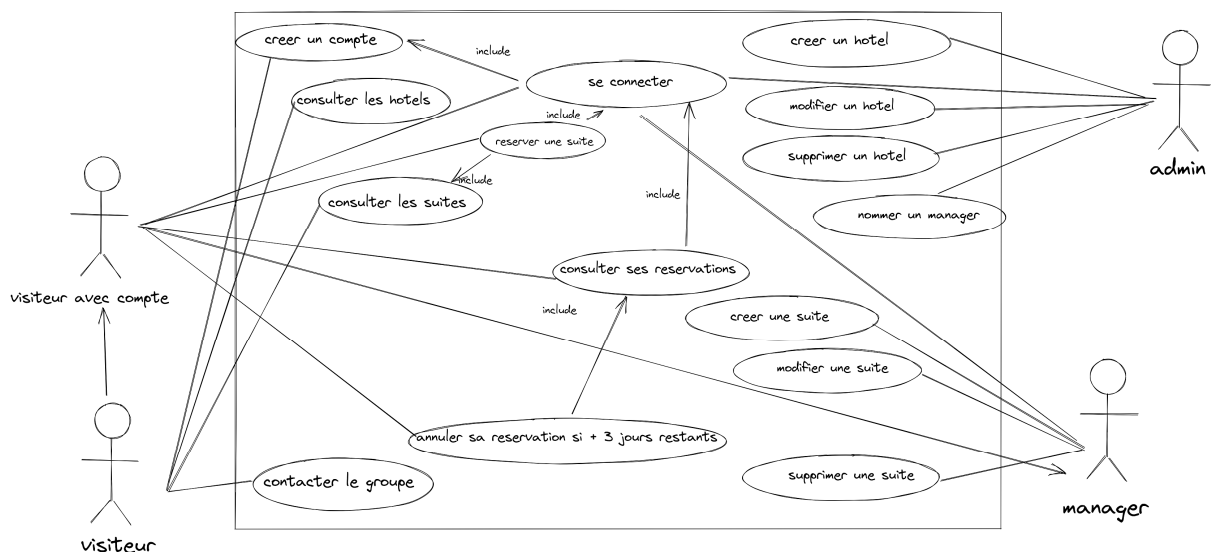 creer un compte
include
creer un hotel
se connecter
consulter les hotels
modifier un hotel
include
reserver une suite
supprimer un hotel
admin
include
include
consulter les suites
nommer un manager
consulter ses reservations
visiteur avec compte
include
creer une suite
modifier une suite
annuler sa reservation si + 3 jours restants
supprimer une suite
contacter le groupe
manager
visiteur